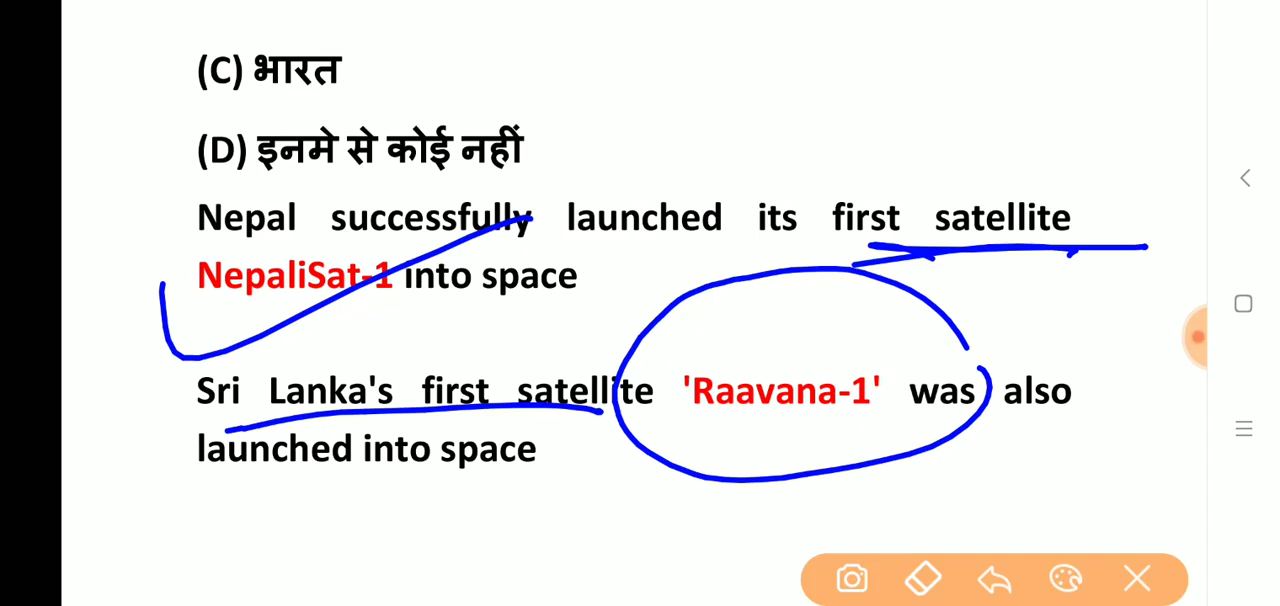 (C) भारत
(D) इनमे से कोई नहीं
Nepal successfully launched its first satellite
NepaliSat-1 into space
Sri Lanka's first satellite 'Raavana-1' was also
launched into space